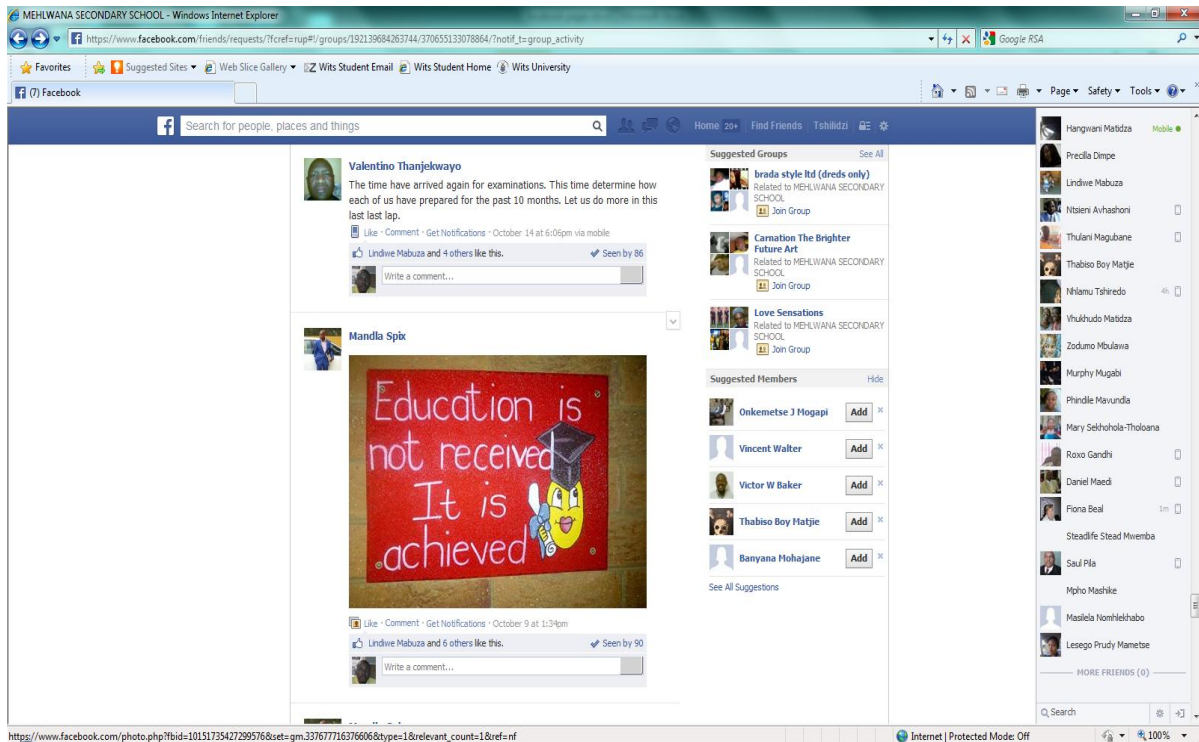 MEHLWANA SECONDARY SCHOOL - Windows Internet Explorer
https://www.facebook.com/friends/requests/?fcref=rup#!/groups/192139684263744/370655133078864/?notif_t=group_activity
Google RSA
Favorites
Suggested Sites
Web Slice Gallery
Wits Student Email
Wits Student Home
Wits University
(7) Facebook
Page
Safety
Tools
Search for people, places and things
Home 20+
Find Friends
Tshilidzi
Valentino Thanjekwayo
The time have arrived again for examinations. This time determine how
each of us have prepared for the past 10 months. Let us do more in this
last last lap.
Like · Comment · Get Notifications · October 14 at 6:06pm via mobile
Lindiwe Mabuza and 4 others like this.
Seen by 86
Write a comment...
Mandla Spix
Education is
not received
It is
achieved
Like · Comment · Get Notifications · October 9 at 1:34pm
Lindiwe Mabuza and 6 others like this.
Seen by 90
Write a comment...
Suggested Groups
See All
brada style ltd (dreds only)
Related to MEHLWANA SECONDARY
SCHOOL
Join Group
Carnation The Brighter
Future Art
Related to MEHLWANA SECONDARY
SCHOOL
Join Group
Love Sensations
Related to MEHLWANA SECONDARY
SCHOOL
Join Group
Suggested Members
Hide
Onkemetse J Mogapi
Add
Vincent Walter
Add
Victor W Baker
Add
Thabiso Boy Matjie
Add
Banyana Mohajane
Add
See All Suggestions
Hangwani Matidza
Mobile
Precilla Dimpe
Lindiwe Mabuza
Ntsieni Avhashoni
Thulani Magubane
Thabiso Boy Matjie
Nhlamu Tshiredo
4h
Vhukhudo Matidza
Zodumo Mbulawa
Murphy Mugabi
Phindile Mavundla
Mary Sekhohola-Tholoana
Roxo Gandhi
Daniel Maedi
Fiona Beal
1m
Steadlife Stead Mwemba
Saul Pila
Mpho Mashike
Masilela Nomhlekhabo
Lesego Prudy Mametse
MORE FRIENDS (0)
Search
https://www.facebook.com/photo.php?fbid=10151735427299576&set=gm.337677716376606&type=1&relevant_count=1&ref=nf
Internet | Protected Mode: Off
100%